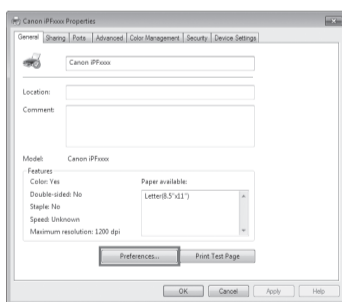 Canon iPFxxxx Properties
General Sharing Ports Advanced Color Management Security Device Settings
Canon iPFxxxx
Location:
Comment:
Model: Canon iPFxxxx
Features
Color: Yes Paper available:
Double-sided: No Letter(8.5"x11")
Staple: No
Speed: Unknown
Maximum resolution: 1200 dpi
Preferences... Print Test Page
OK Cancel Apply Help